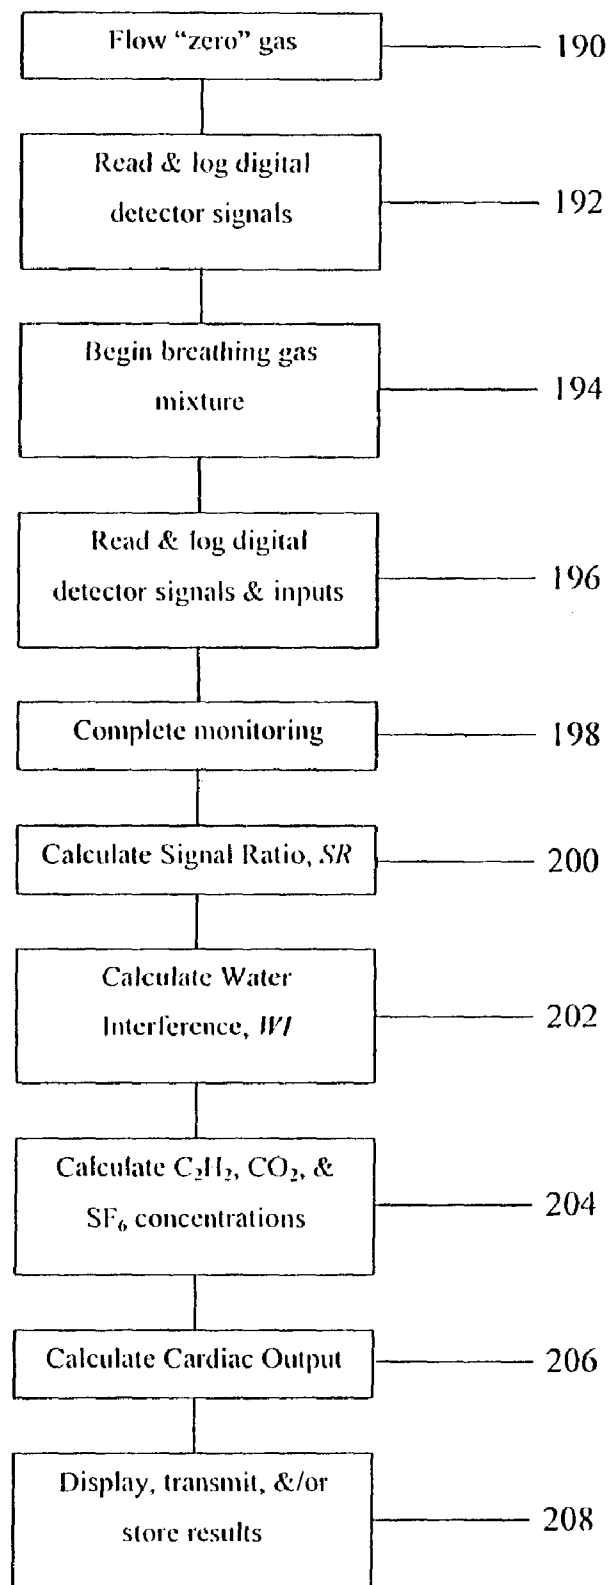 Flow “zero” gas 190
Read & log digital 192
detector signals
Begin breathing gas 194
mixture
Read & log digital 196
detector signals & inputs
Complete monitoring 198
Calculate Signal Ratio, SR 200
Calculate Water 202
Interference, WI
Calculate C₂H₂, CO₂, & 204
SF₆ concentrations
Calculate Cardiac Output 206
Display, transmit, &/or 208
store results